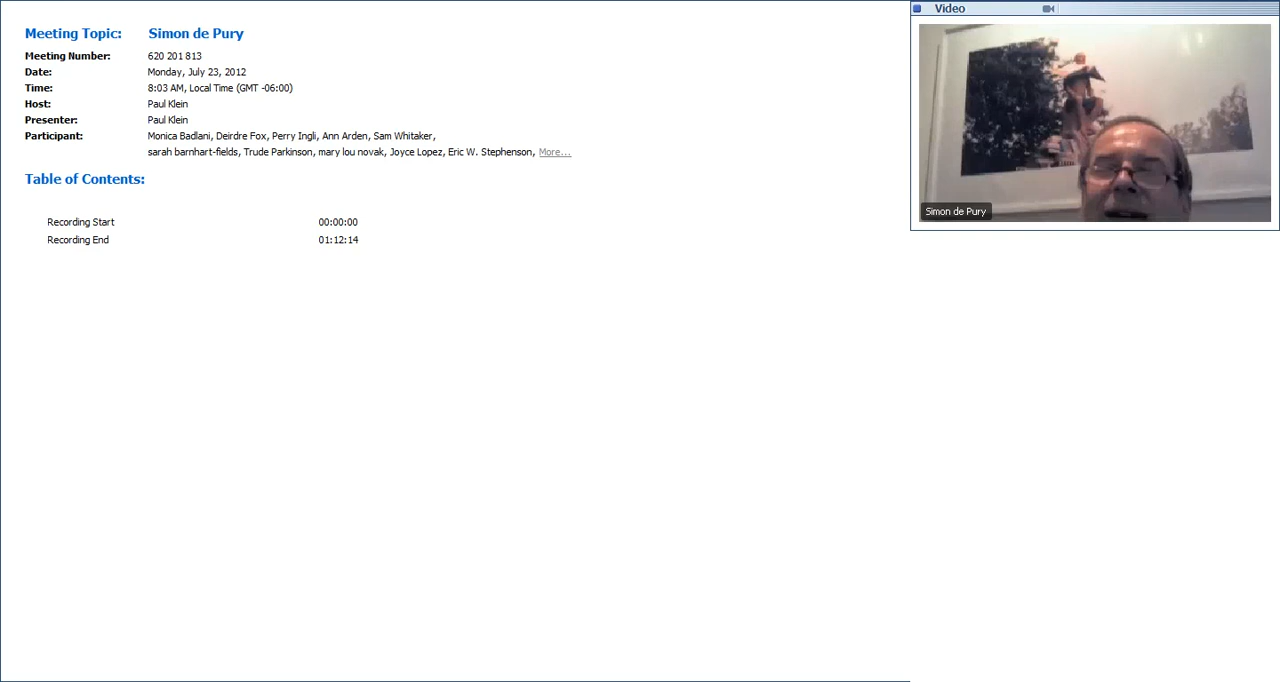 Meeting Topic: Simon de Pury
Meeting Number: 620 201 813
Date: Monday, July 23, 2012
Time: 8:03 AM, Local Time (GMT -06:00)
Host: Paul Klein
Presenter: Paul Klein
Participant: Monica Badlani, Deirdre Fox, Perry Ingli, Ann Arden, Sam Whitaker,
sarah barnhart-fields, Trude Parkinson, mary lou novak, Joyce Lopez, Eric W. Stephenson, More...
Table of Contents:
Recording Start 00:00:00
Recording End 01:12:14
Video
Simon de Pury